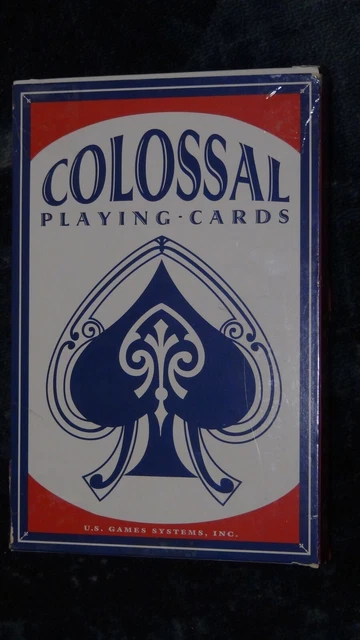 COLOSSAL
PLAYING·CARDS
U.S. GAMES SYSTEMS, INC.